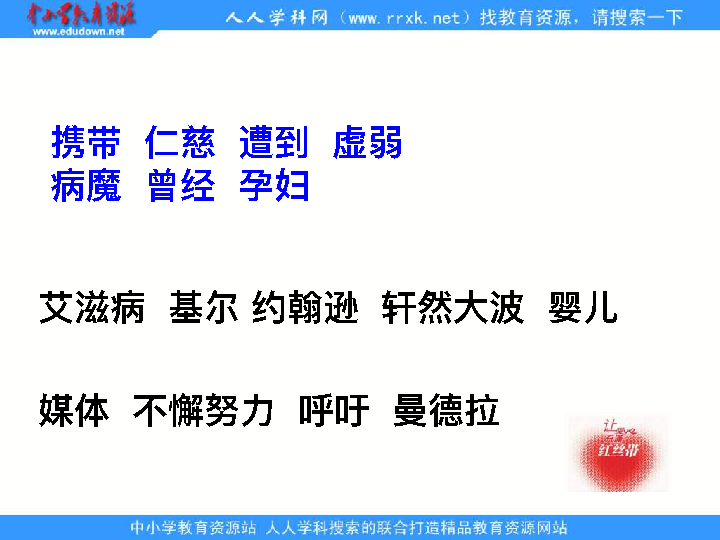 中小学教育资源
www.edudown.net
人人学科网（www.rrxk.net）找教育资源，请搜索一下
携带 仁慈 遭到 虚弱
病魔 曾经 孕妇
艾滋病 基尔 约翰逊 轩然大波 婴儿
媒体 不懈努力 呼吁 曼德拉
让
红丝带
中小学教育资源站 人人学科搜索的联合打造精品教育资源网站